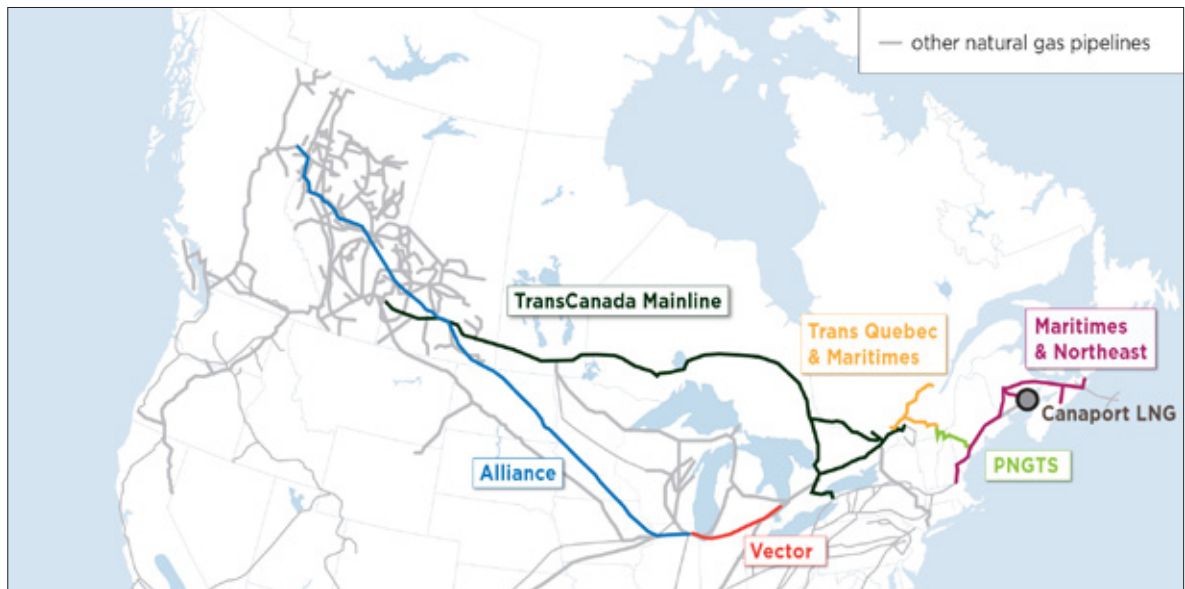 other natural gas pipelines
TransCanada Mainline
Trans Quebec
& Maritimes
Maritimes
& Northeast
Canaport LNG
PNGTS
Alliance
Vector